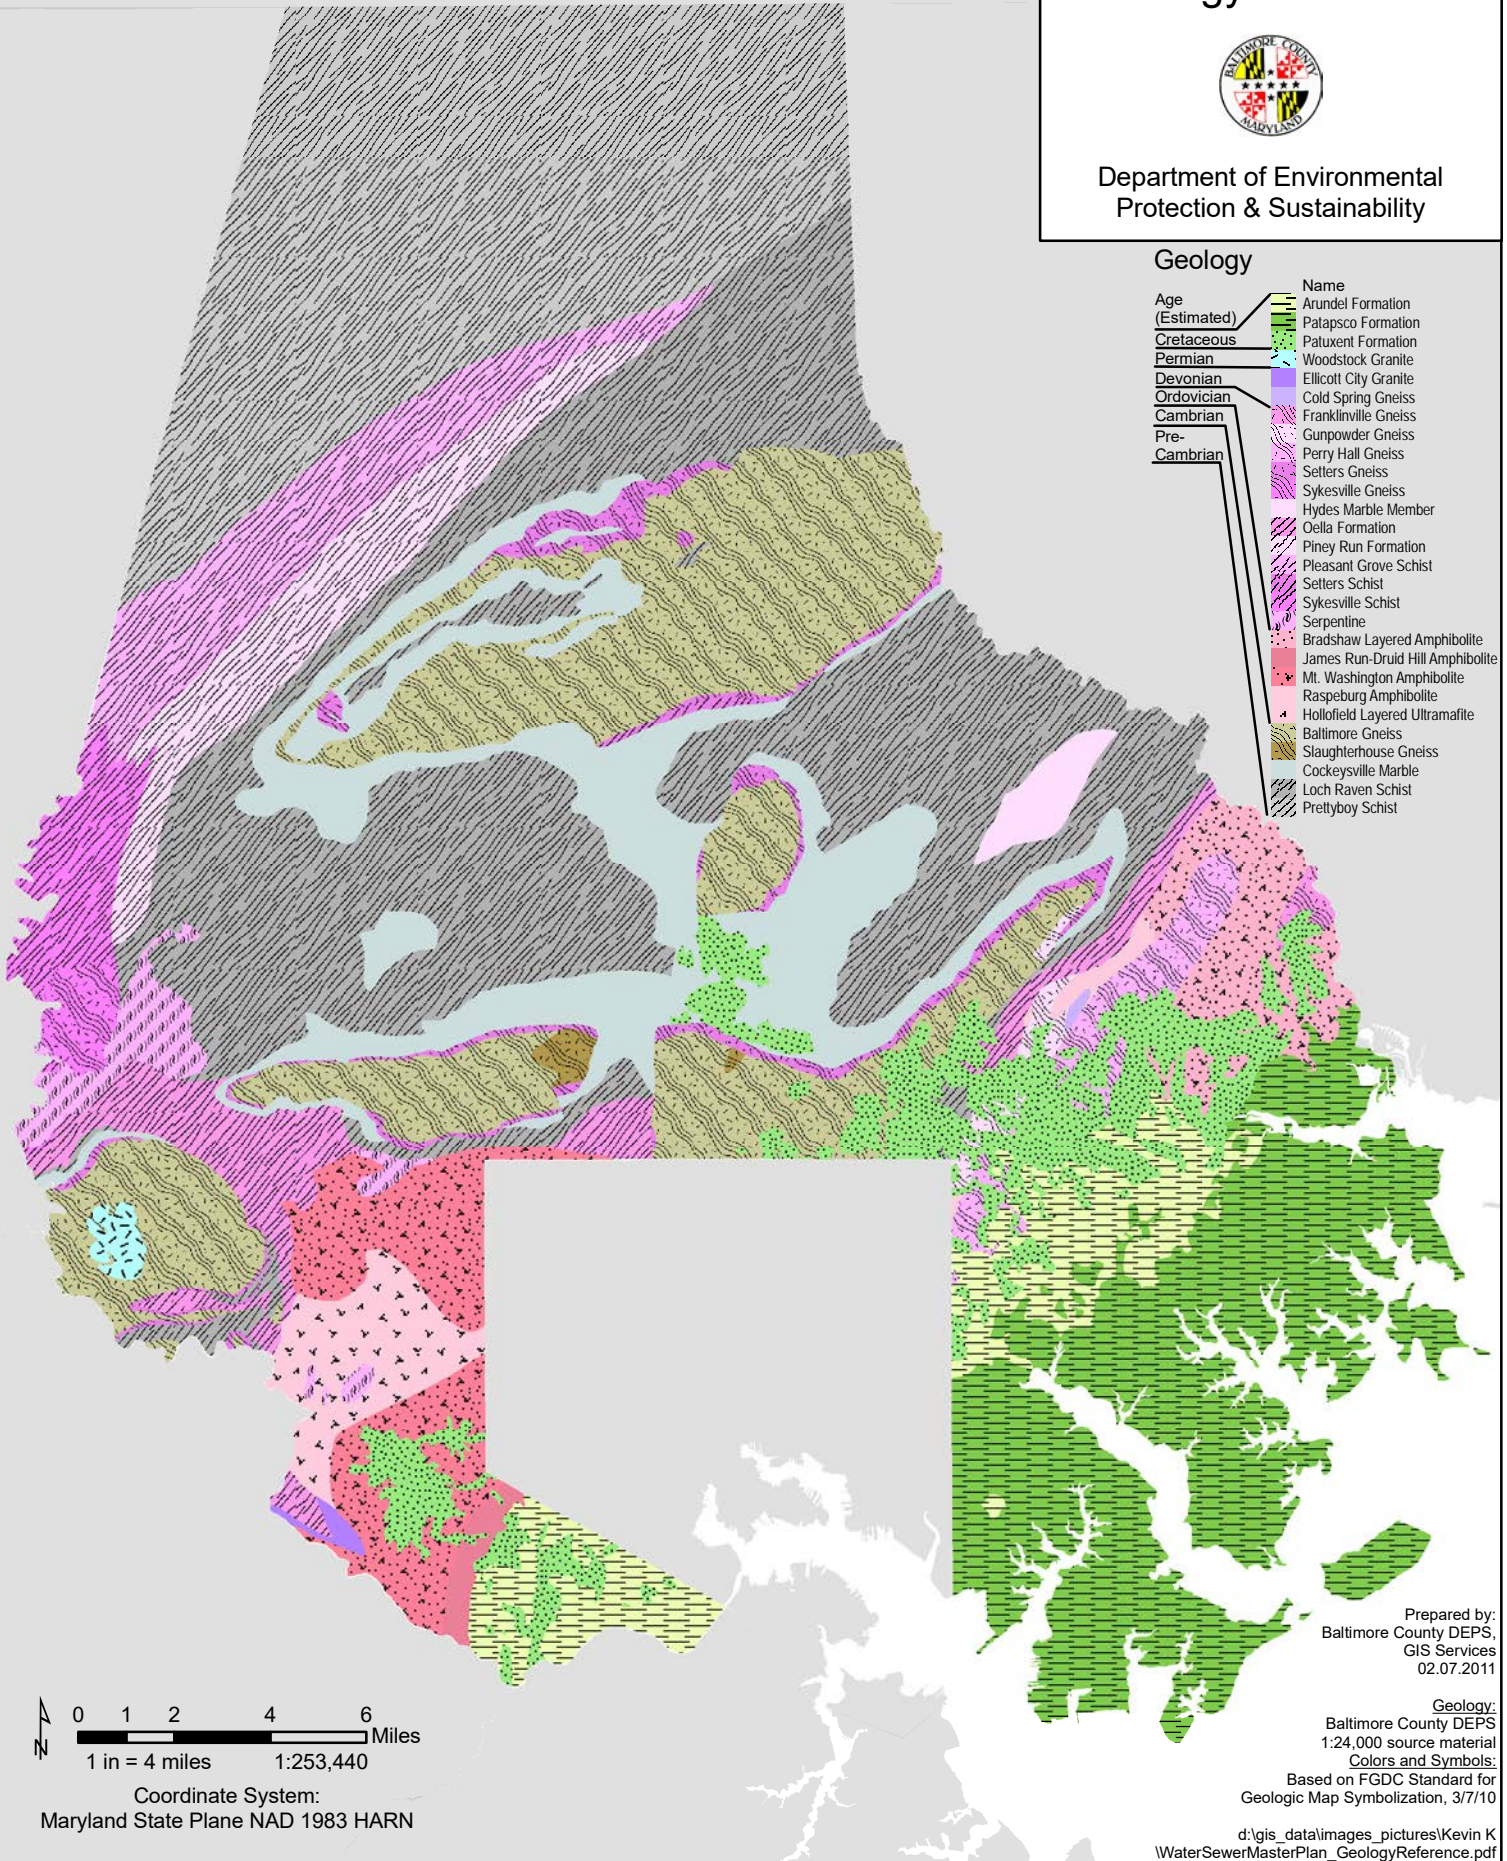 BALTIMORE COUNTY
MARYLAND
Department of Environmental
Protection & Sustainability
Geology
Age
(Estimated)
Cretaceous
Permian
Devonian
Ordovician
Cambrian
Pre-
Cambrian
Name
Arundel Formation
Patapsco Formation
Patuxent Formation
Woodstock Granite
Ellicott City Granite
Cold Spring Gneiss
Franklinville Gneiss
Gunpowder Gneiss
Perry Hall Gneiss
Setters Gneiss
Sykesville Gneiss
Hydes Marble Member
Oella Formation
Piney Run Formation
Pleasant Grove Schist
Setters Schist
Sykesville Schist
Serpentine
Bradshaw Layered Amphibolite
James Run-Druid Hill Amphibolite
Mt. Washington Amphibolite
Raspeburg Amphibolite
Hollofield Layered Ultramafite
Baltimore Gneiss
Slaughterhouse Gneiss
Cockeysville Marble
Loch Raven Schist
Prettyboy Schist
Prepared by:
Baltimore County DEPS,
GIS Services
02.07.2011
Geology:
Baltimore County DEPS
1:24,000 source material
Colors and Symbols:
Based on FGDC Standard for
Geologic Map Symbolization, 3/7/10
d:\gis_data\images_pictures\Kevin K
\WaterSewerMasterPlan_GeologyReference.pdf
N
0 1 2 4 6
Miles
1 in = 4 miles 1:253,440
Coordinate System:
Maryland State Plane NAD 1983 HARN